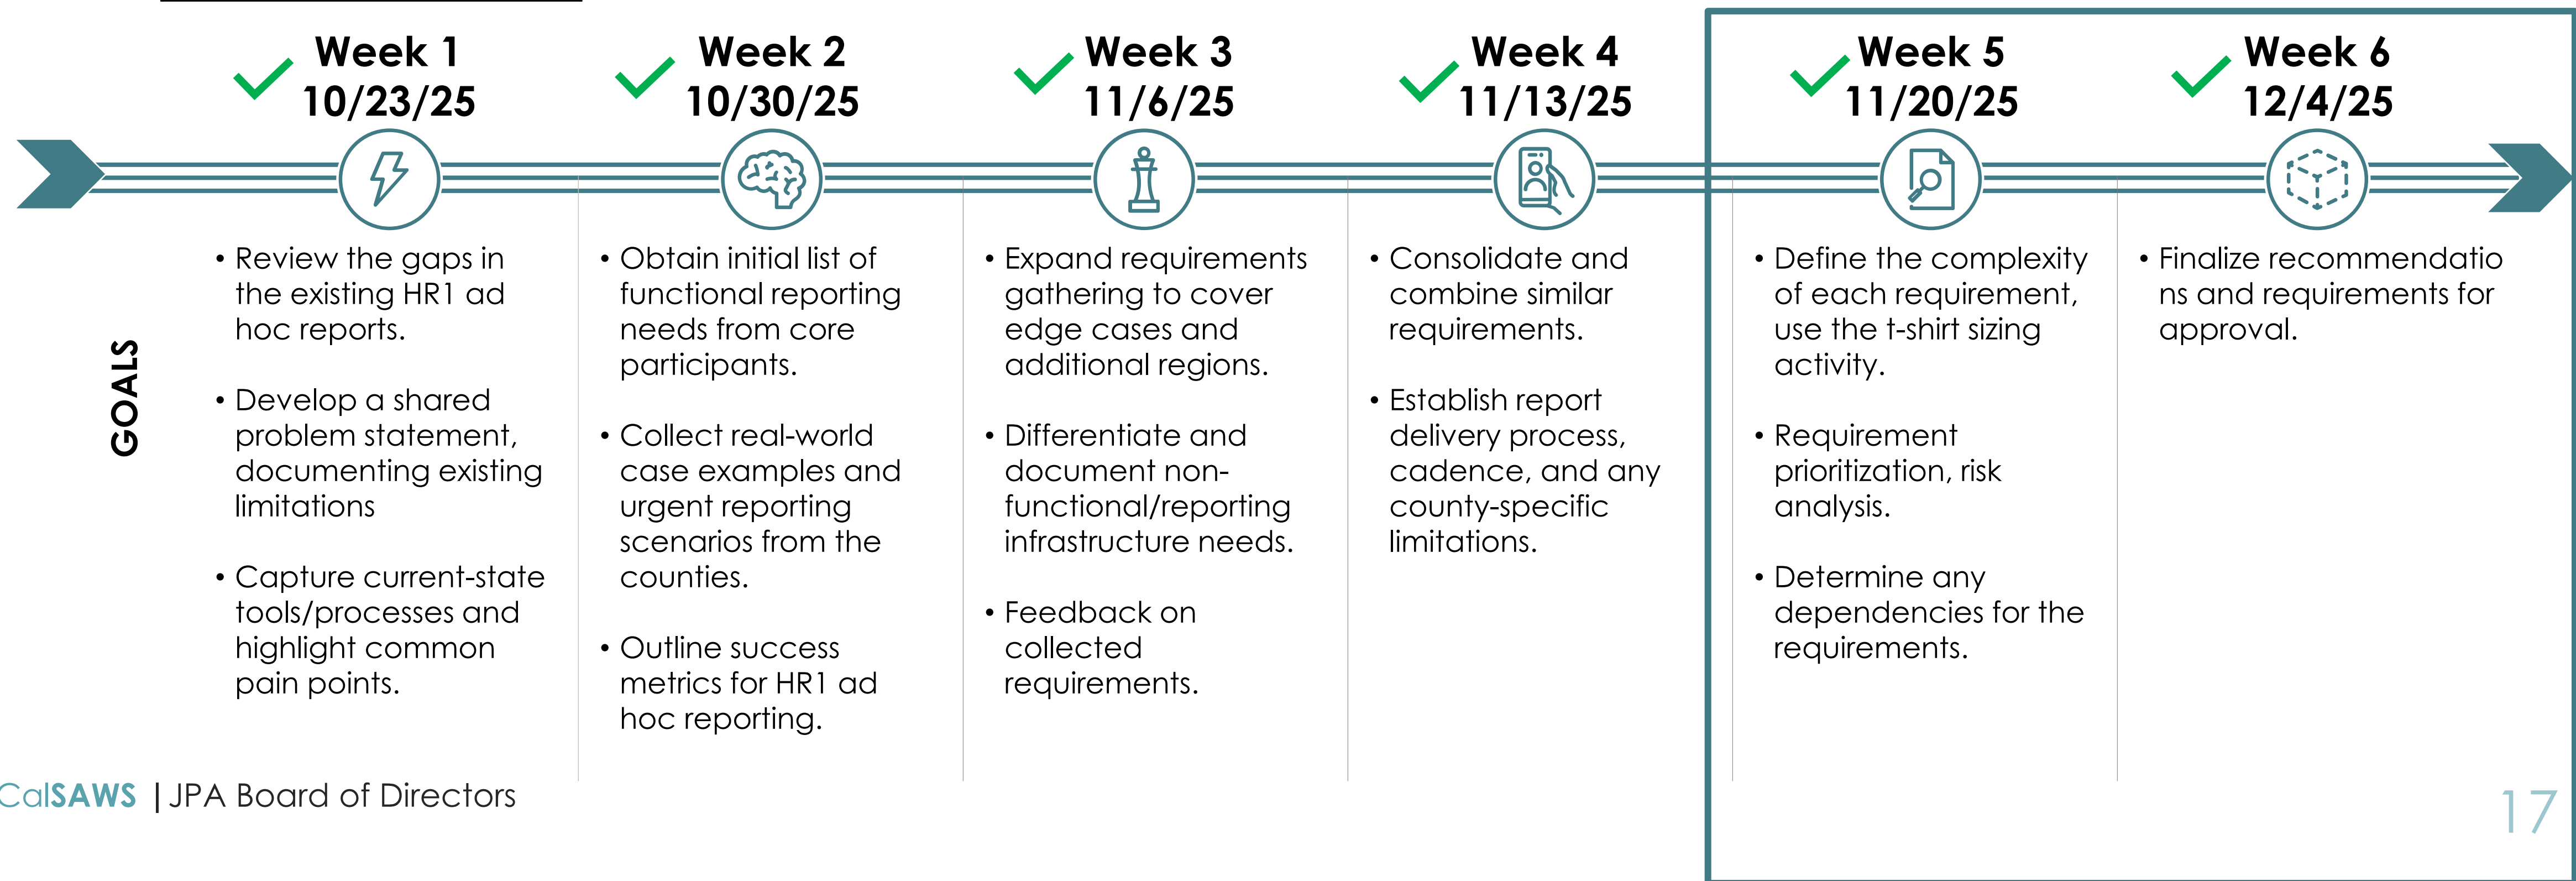 Week 1
10/23/25
Week 2
10/30/25
Week 3
11/6/25
Week 4
11/13/25
Week 5
11/20/25
Week 6
12/4/25
GOALS
• Review the gaps in
the existing HR1 ad
hoc reports.
• Develop a shared
problem statement,
documenting existing
limitations
• Capture current-state
tools/processes and
highlight common
pain points.
• Obtain initial list of
functional reporting
needs from core
participants.
• Collect real-world
case examples and
urgent reporting
scenarios from the
counties.
• Outline success
metrics for HR1 ad
hoc reporting.
• Expand requirements
gathering to cover
edge cases and
additional regions.
• Differentiate and
document non-
functional/reporting
infrastructure needs.
• Feedback on
collected
requirements.
• Consolidate and
combine similar
requirements.
• Establish report
delivery process,
cadence, and any
county-specific
limitations.
• Define the complexity
of each requirement,
use the t-shirt sizing
activity.
• Requirement
prioritization, risk
analysis.
• Determine any
dependencies for the
requirements.
• Finalize recommendatio
ns and requirements for
approval.
CalSAWS | JPA Board of Directors
17